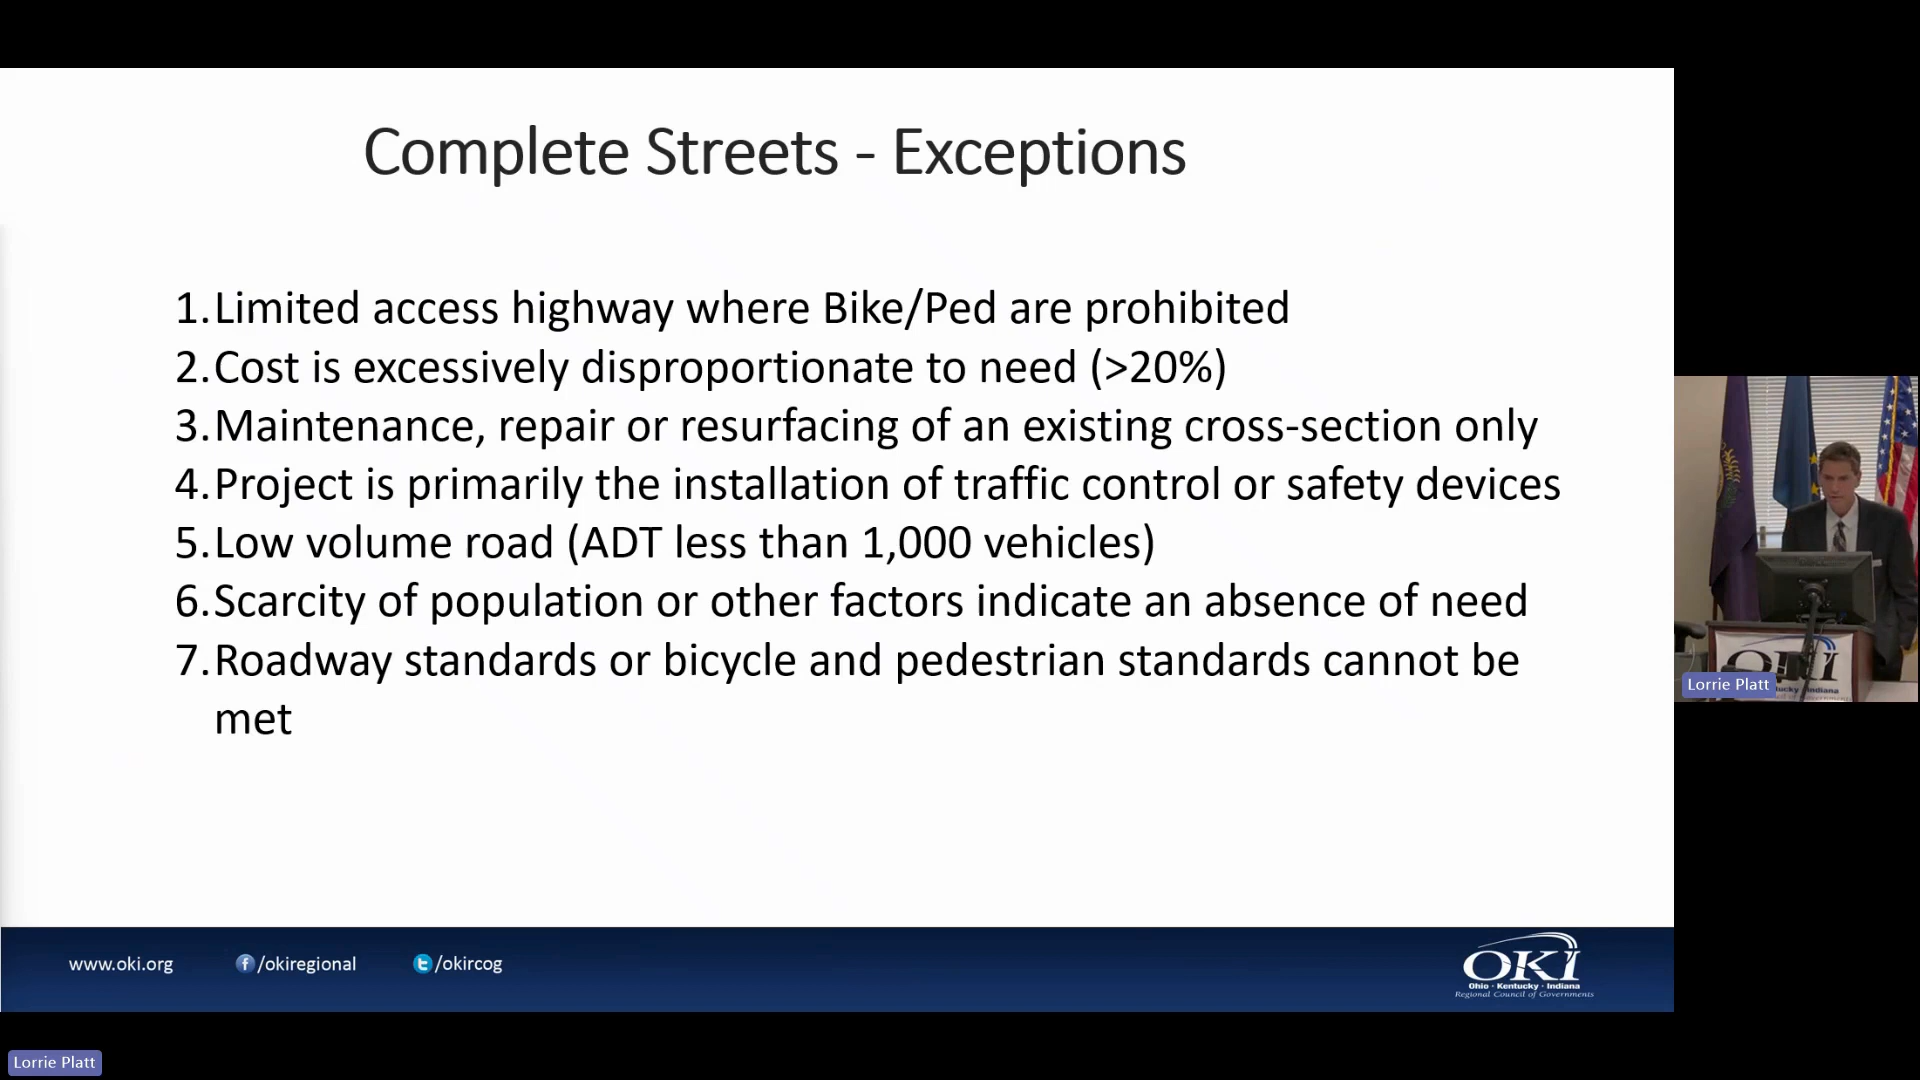 Complete Streets - Exceptions
1. Limited access highway where Bike/Ped are prohibited
2. Cost is excessively disproportionate to need (>20%)
3. Maintenance, repair or resurfacing of an existing cross-section only
4. Project is primarily the installation of traffic control or safety devices
5. Low volume road (ADT less than 1,000 vehicles)
6. Scarcity of population or other factors indicate an absence of need
7. Roadway standards or bicycle and pedestrian standards cannot be
met
OKI
Lorrie Platt
www.oki.org /okiregional /okircog
OKI
Ohio · Kentucky · Indiana
Regional Council of Governments
Lorrie Platt